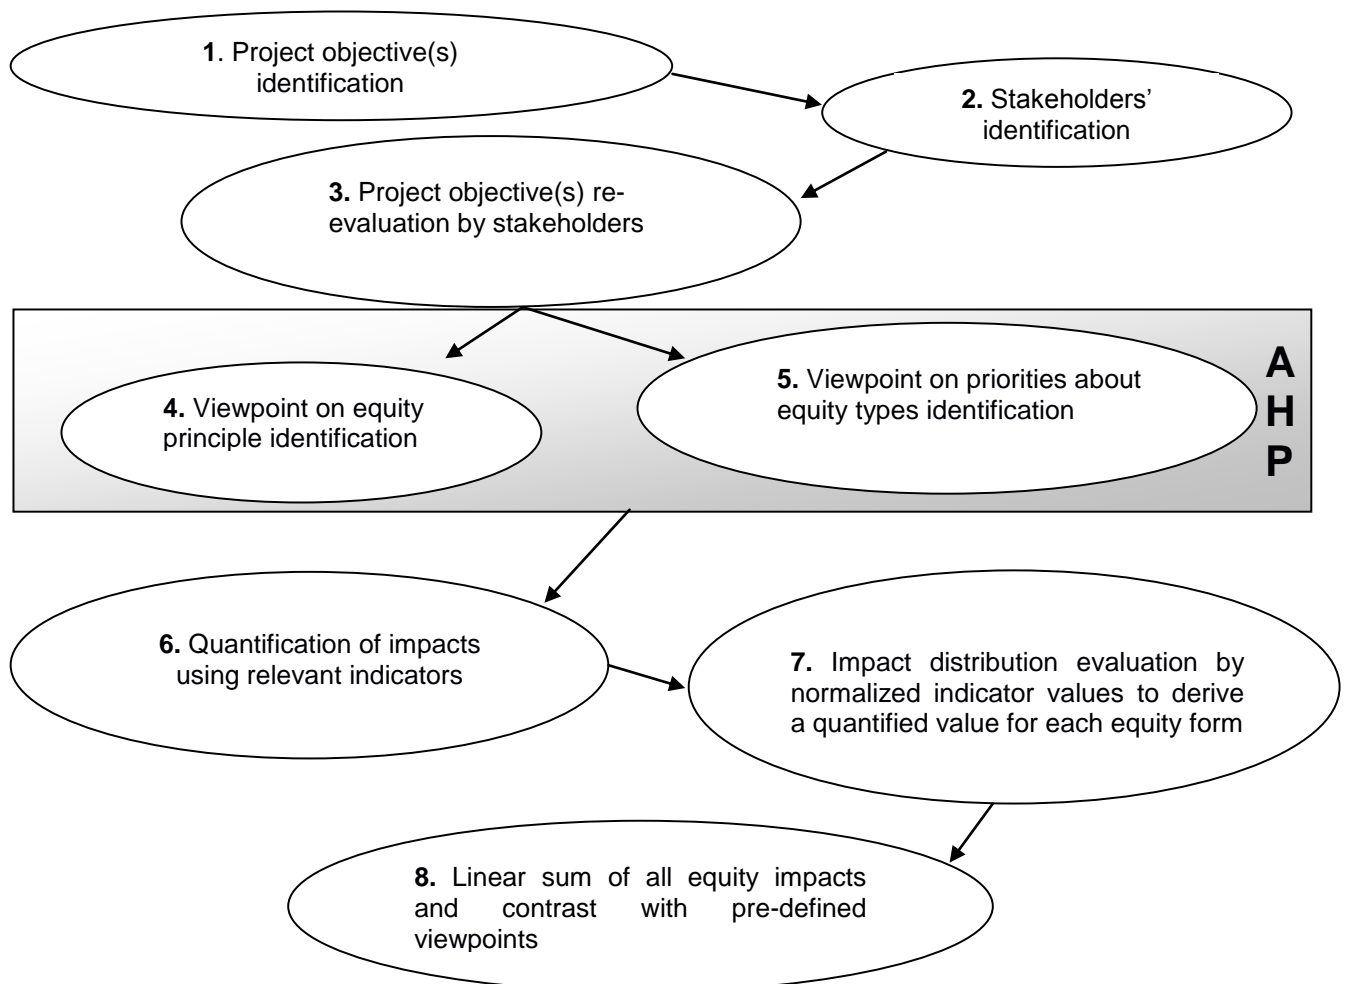 1. Project objective(s)
identification
2. Stakeholders'
identification
3. Project objective(s) re-
evaluation by stakeholders
4. Viewpoint on equity
principle identification
5. Viewpoint on priorities about
equity types identification
A
H
P
6. Quantification of impacts
using relevant indicators
7. Impact distribution evaluation by
normalized indicator values to derive
a quantified value for each equity form
8. Linear sum of all equity impacts
and contrast with pre-defined
viewpoints